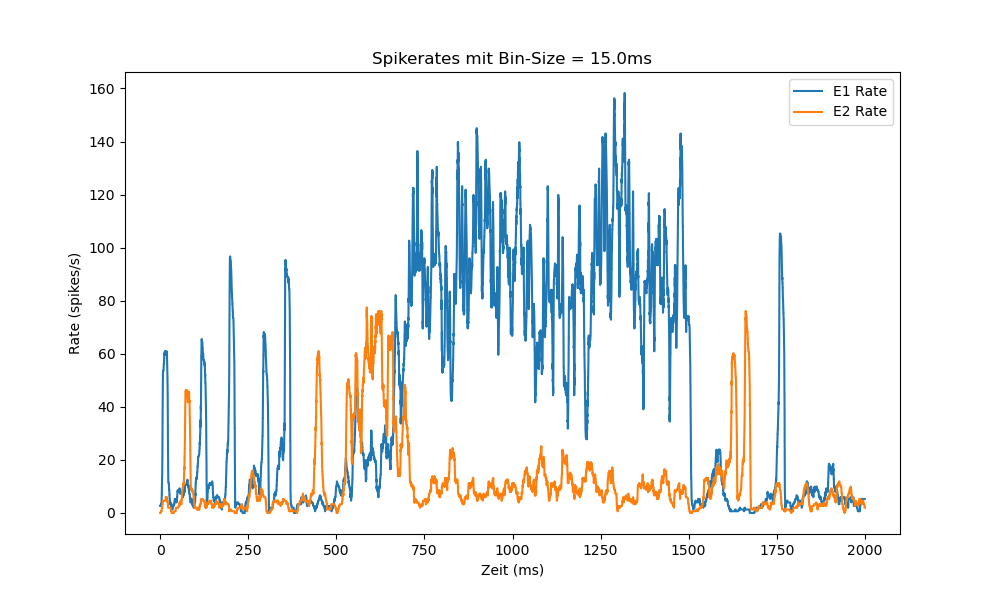 Spikerates mit Bin-Size = 15.0ms
E1 Rate
E2 Rate
Rate (spikes/s)
160
140
120
100
80
60
40
20
0
0 250 500 750 1000 1250 1500 1750 2000
Zeit (ms)